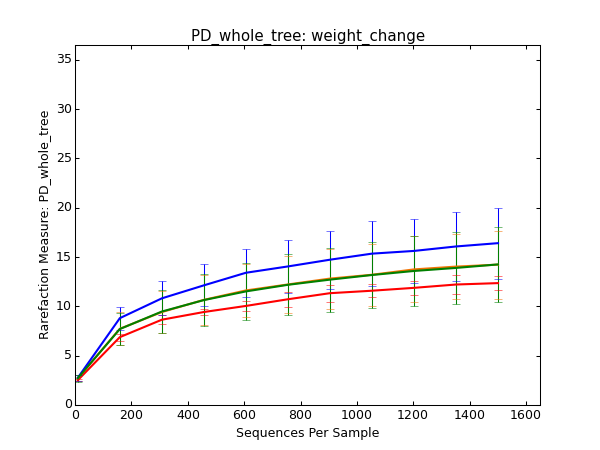 PD_whole_tree: weight_change
Rarefaction Measure: PD_whole_tree
35
30
25
20
15
10
5
0
0 200 400 600 800 1000 1200 1400 1600
Sequences Per Sample